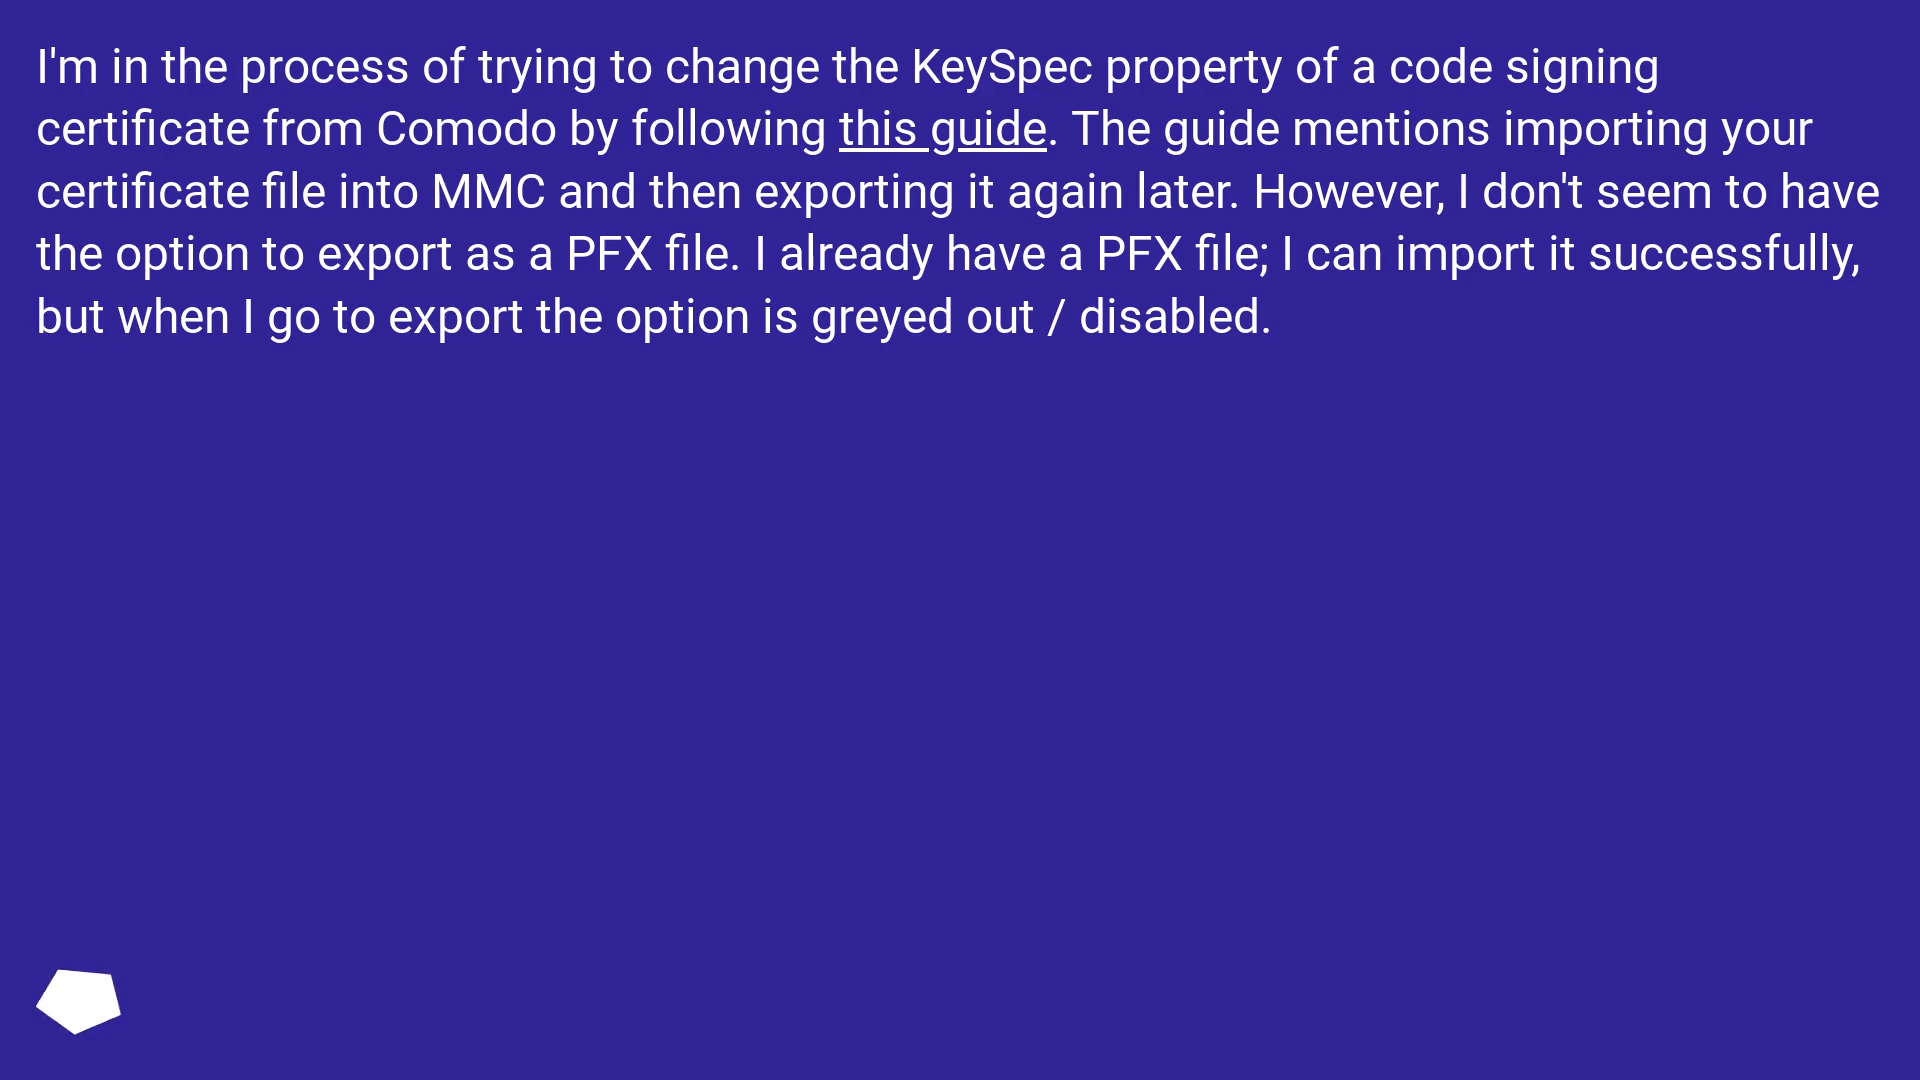 I'm in the process of trying to change the KeySpec property of a code signing
certificate from Comodo by following this guide. The guide mentions importing your
certificate file into MMC and then exporting it again later. However, I don't seem to have
the option to export as a PFX file. I already have a PFX file; I can import it successfully,
but when I go to export the option is greyed out / disabled.